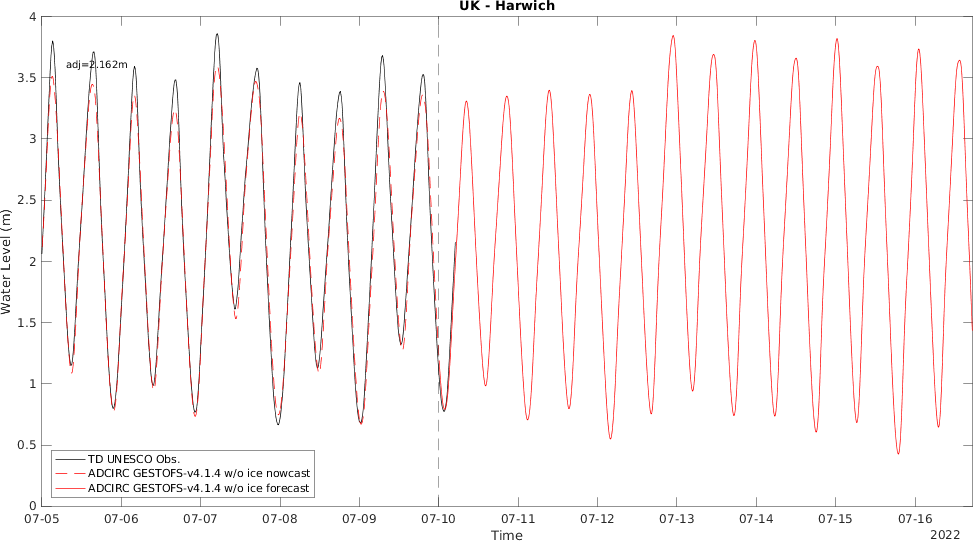 UK - Harwich
4
3.5
3
2.5
2
1.5
1
0.5
0
Water Level (m)
adj=2.162m
TD UNESCO Obs.
ADCIRC GESTOFS-v4.1.4 w/o ice nowcast
ADCIRC GESTOFS-v4.1.4 w/o ice forecast
07-05 07-06 07-07 07-08 07-09 07-10 07-11 07-12 07-13 07-14 07-15 07-16
Time
2022